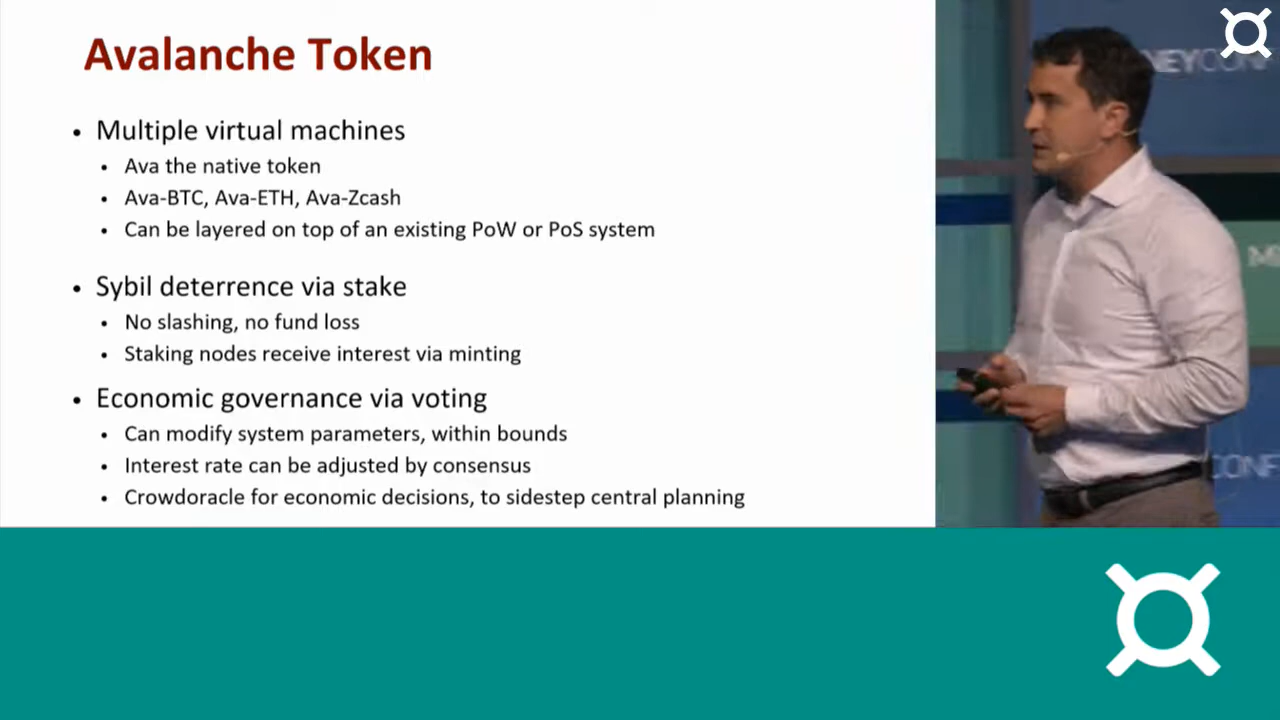 Avalanche Token
• Multiple virtual machines
• Ava the native token
• Ava-BTC, Ava-ETH, Ava-Zcash
• Can be layered on top of an existing PoW or PoS system
• Sybil deterrence via stake
• No slashing, no fund loss
• Staking nodes receive interest via minting
• Economic governance via voting
• Can modify system parameters, within bounds
• Interest rate can be adjusted by consensus
• Crowdoracle for economic decisions, to sidestep central planning
NEYCONF
M
CONF